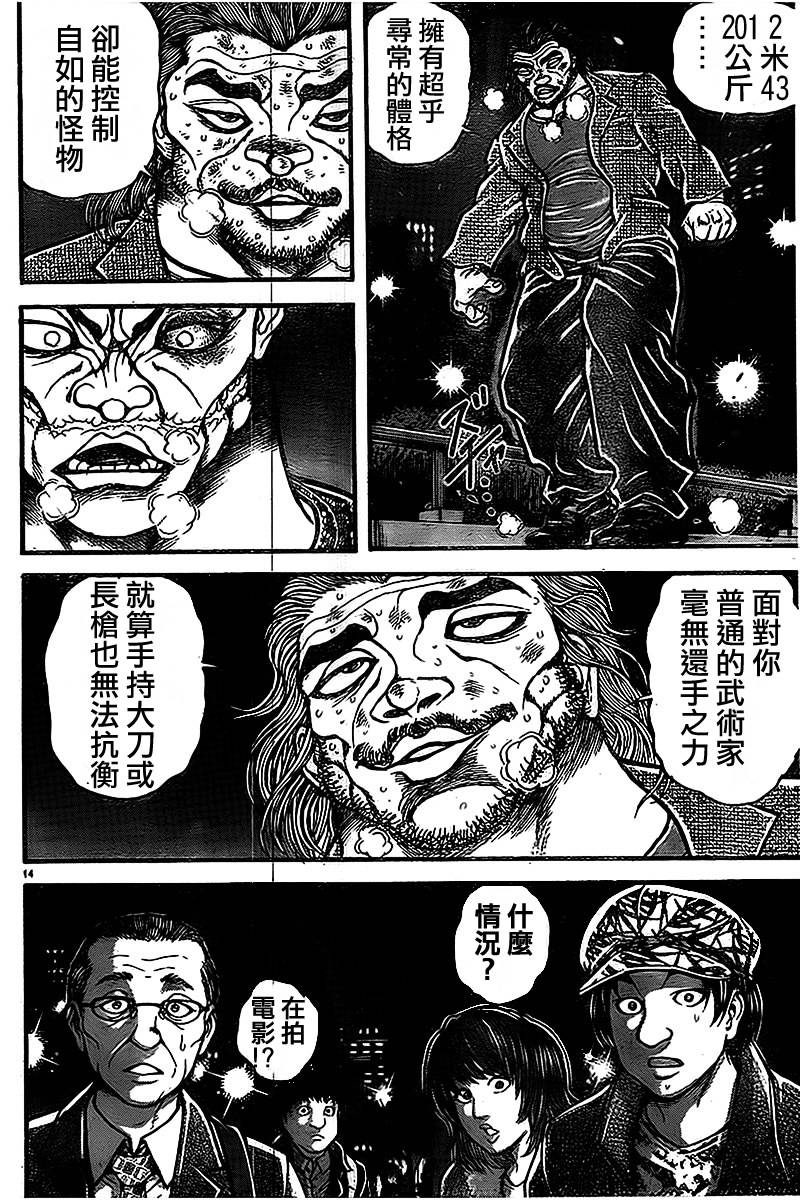 2米43
201公斤
……
擁有超乎
尋常的體格
ズチャ
卻能控制
自如的怪物
面對你
普通的武術家
毫無還手之力
就算手持大刀或
長槍也無法抗衡
14
什麼
情況?
在拍
電影!?